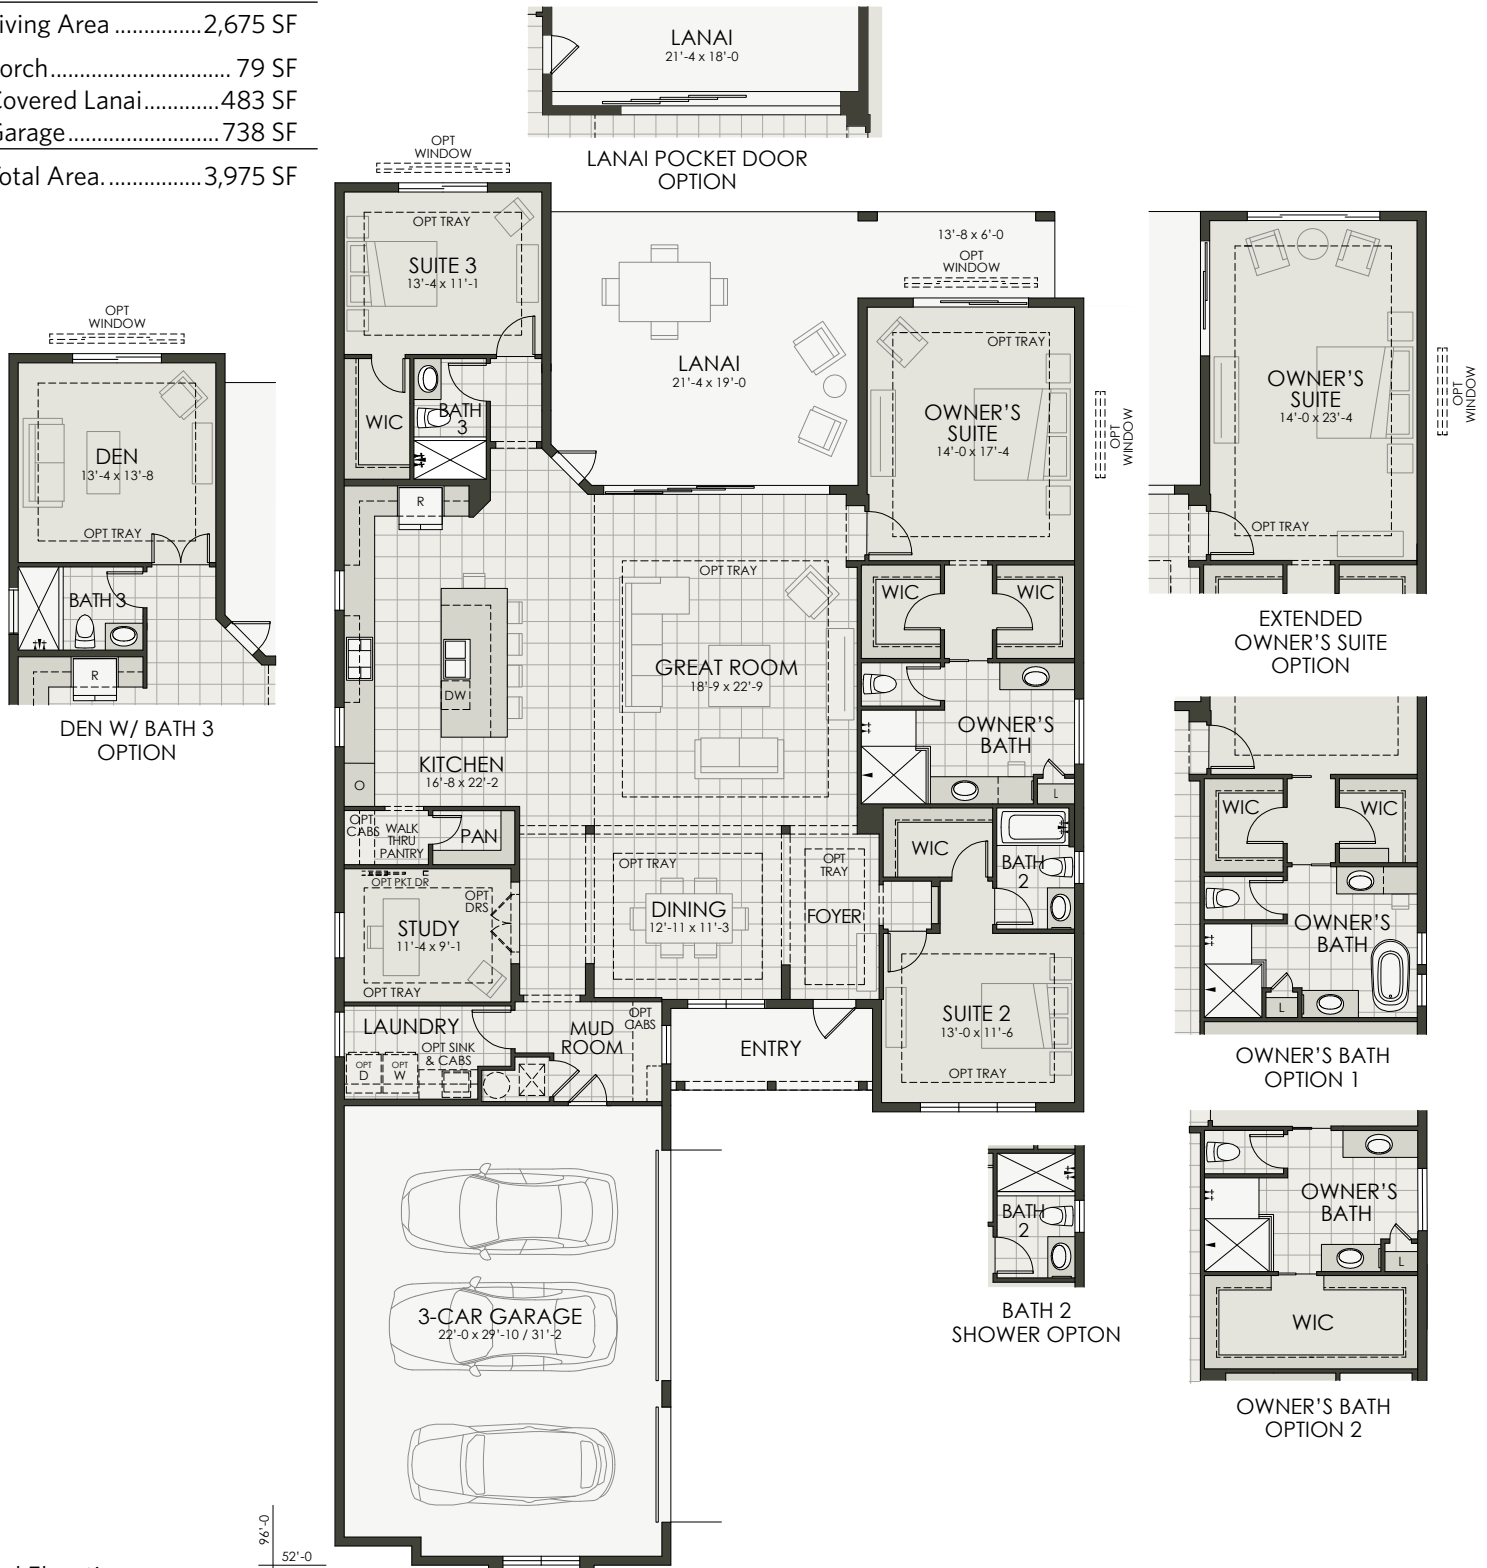 iving Area ..............2,675 SF
orch............................... 79 SF
Covered Lanai.............483 SF
Garage..........................738 SF
otal Area. ................3,975 SF
LANAI
21'-4 x 18'-0
LANAI POCKET DOOR
OPTION
OPT
WINDOW
OPT TRAY
SUITE 3
13'-4 x 11'-1
WIC
BATH
3
R
13'-8 x 6'-0
OPT
WINDOW
LANAI
21'-4 x 19'-0
OPT TRAY
OWNER'S
SUITE
14'-0 x 17'-4
OPT
WINDOW
OWNER'S
SUITE
14'-0 x 23'-4
OPT TRAY
OPT
WINDOW
EXTENDED
OWNER'S SUITE
OPTION
OPT
WINDOW
DEN
13'-4 x 13'-8
OPT TRAY
BATH 3
R
DEN W/ BATH 3
OPTION
OPT TRAY
GREAT ROOM
18'-9 x 22'-9
DW
KITCHEN
16'-8 x 22'-2
WIC
WIC
OWNER'S
BATH
L
WIC
WIC
OWNER'S
BATH
L
OWNER'S BATH
OPTION 1
OPT
CABS
WALK
THRU
PANTRY
PAN
OPT PKT DR
OPT
DRS
STUDY
11'-4 x 9'-1
OPT TRAY
OPT TRAY
DINING
12'-11 x 11'-3
OPT
TRAY
FOYER
WIC
BATH
2
SUITE 2
13'-0 x 11'-6
OPT TRAY
LAUNDRY
OPT SINK
& CABS
OPT
D
OPT
W
MUD
ROOM
OPT
CABS
ENTRY
BATH
2
BATH 2
SHOWER OPTON
OWNER'S
BATH
L
WIC
OWNER'S BATH
OPTION 2
3-CAR GARAGE
22'-0 x 29'-10 / 31'-2
96'-0
52'-0